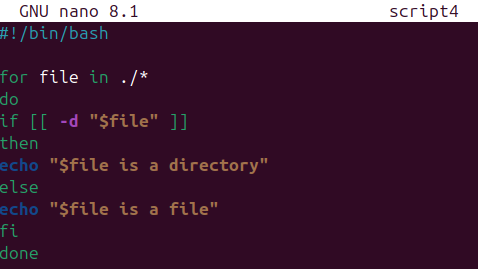 GNU nano 8.1 script4
#!/bin/bash
for file in ./*
do
if [[ -d "$file" ]]
then
echo "$file is a directory"
else
echo "$file is a file"
fi
done